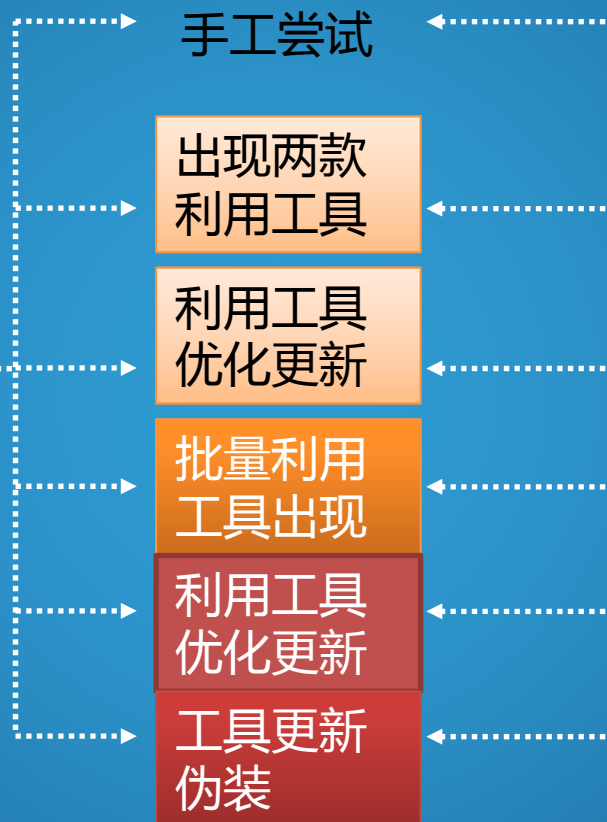 手工尝试
出现两款
利用工具
利用工具
优化更新
批量利用
工具出现
利用工具
优化更新
工具更新
伪装